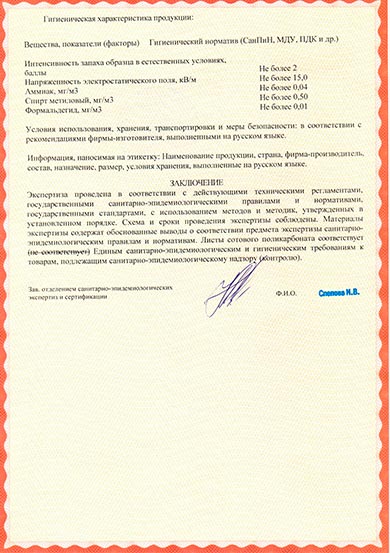 Гигиеническая характеристика продукции:
Вещества, показатели (факторы) Гигиенический норматив (СанПиН, МДУ, ПДК и др.)
Интенсивность запаха образца в естественных условиях,
баллы Не более 2
Напряженность электростатического поля, кВ/м Не более 15,0
Аммиак, мг/м3 Не более 0,04
Спирт метиловый, мг/м3 Не более 0,50
Формальдегид, мг/м3 Не более 0,01
Условия использования, хранения, транспортировки и меры безопасности: в соответствии с
рекомендациями фирмы-изготовителя, выполненными на русском языке.
Информация, наносимая на этикетку: Наименование продукции, страна, фирма-производитель,
состав, назначение, размер, условия хранения, выполненные на русском языке.
ЗАКЛЮЧЕНИЕ
Экспертиза проведена в соответствии с действующими техническими регламентами,
государственными санитарно-эпидемиологическими правилами и нормативами,
государственными стандартами, с использованием методов и методик, утвержденных в
установленном порядке. Схема и сроки проведения экспертизы соблюдены. Материалы
экспертизы содержат обоснованные выводы о соответствии предмета экспертизы санитарно-
эпидемиологическим правилам и нормативам. Листы сотового поликарбоната соответствует
(не соответствует) Единым санитарно-эпидемиологическим и гигиеническим требованиям к
товарам, подлежащим санитарно-эпидемиологическому надзору (контролю).
Зав. отделением санитарно-эпидемиологических
экспертиз и сертификации Ф.И.О. Слепова Н.В.